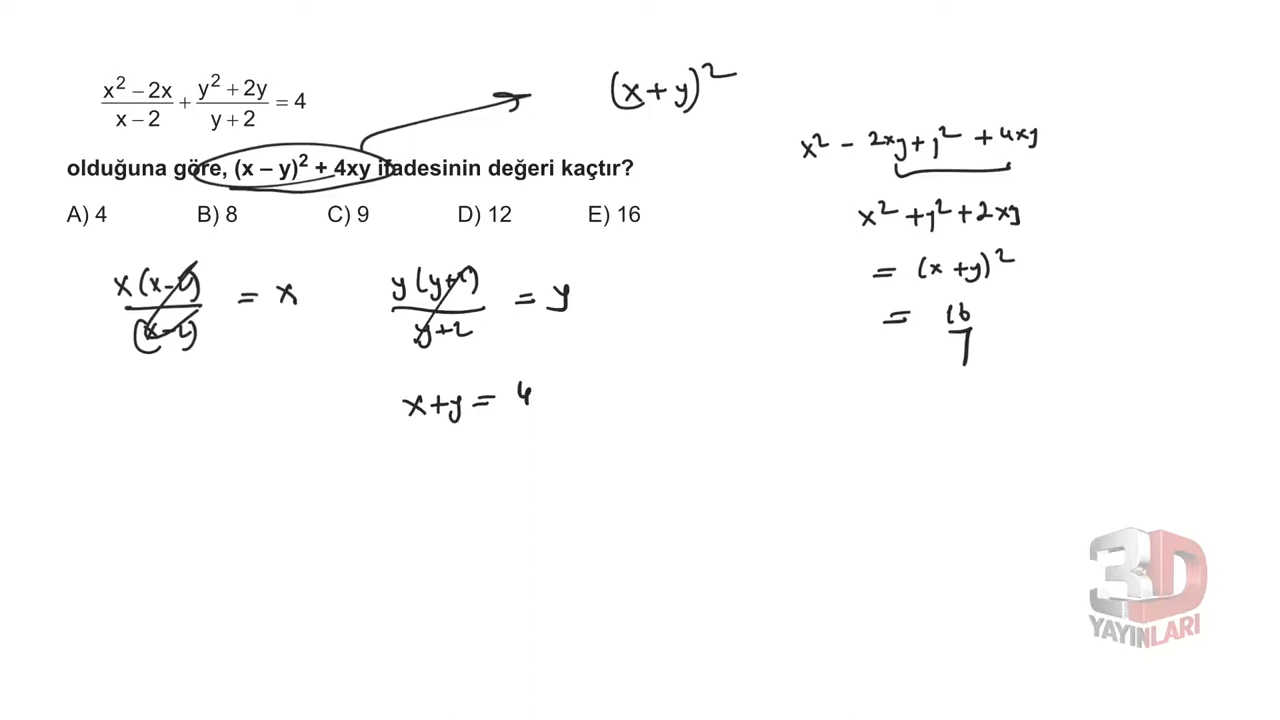 x² – 2x / x – 2 + y² + 2y / y + 2 = 4
olduğuna göre, (x – y)² + 4xy ifadesinin değeri kaçtır?
A) 4 B) 8 C) 9 D) 12 E) 16
(x + y)²
x² – 2xy + y² + 4xy
x² + y² + 2xy
= (x + y)²
= 16
x(x–2) / (x–2) = x
y(y+2) / y+2 = y
x+y = 4
3D
YAYINLARI